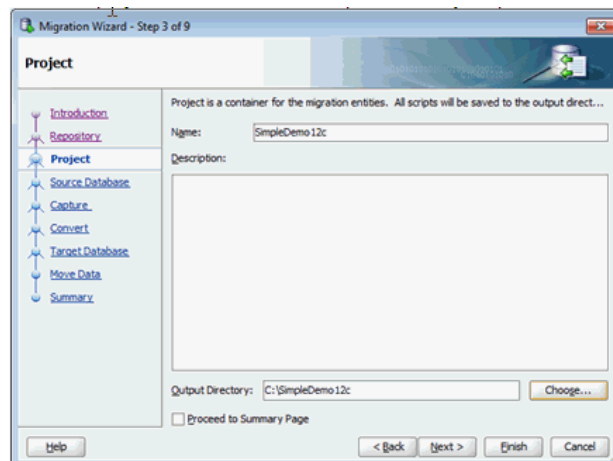 Migration Wizard - Step 3 of 9
Project
Introduction
Repository
Project
Source Database
Capture
Convert
Target Database
Move Data
Summary
Project is a container for the migration entities. All scripts will be saved to the output direct...
Name: SimpleDemo12c
Description:
Output Directory: C:\SimpleDemo12c Choose...
Proceed to Summary Page
Help < Back Next > Finish Cancel